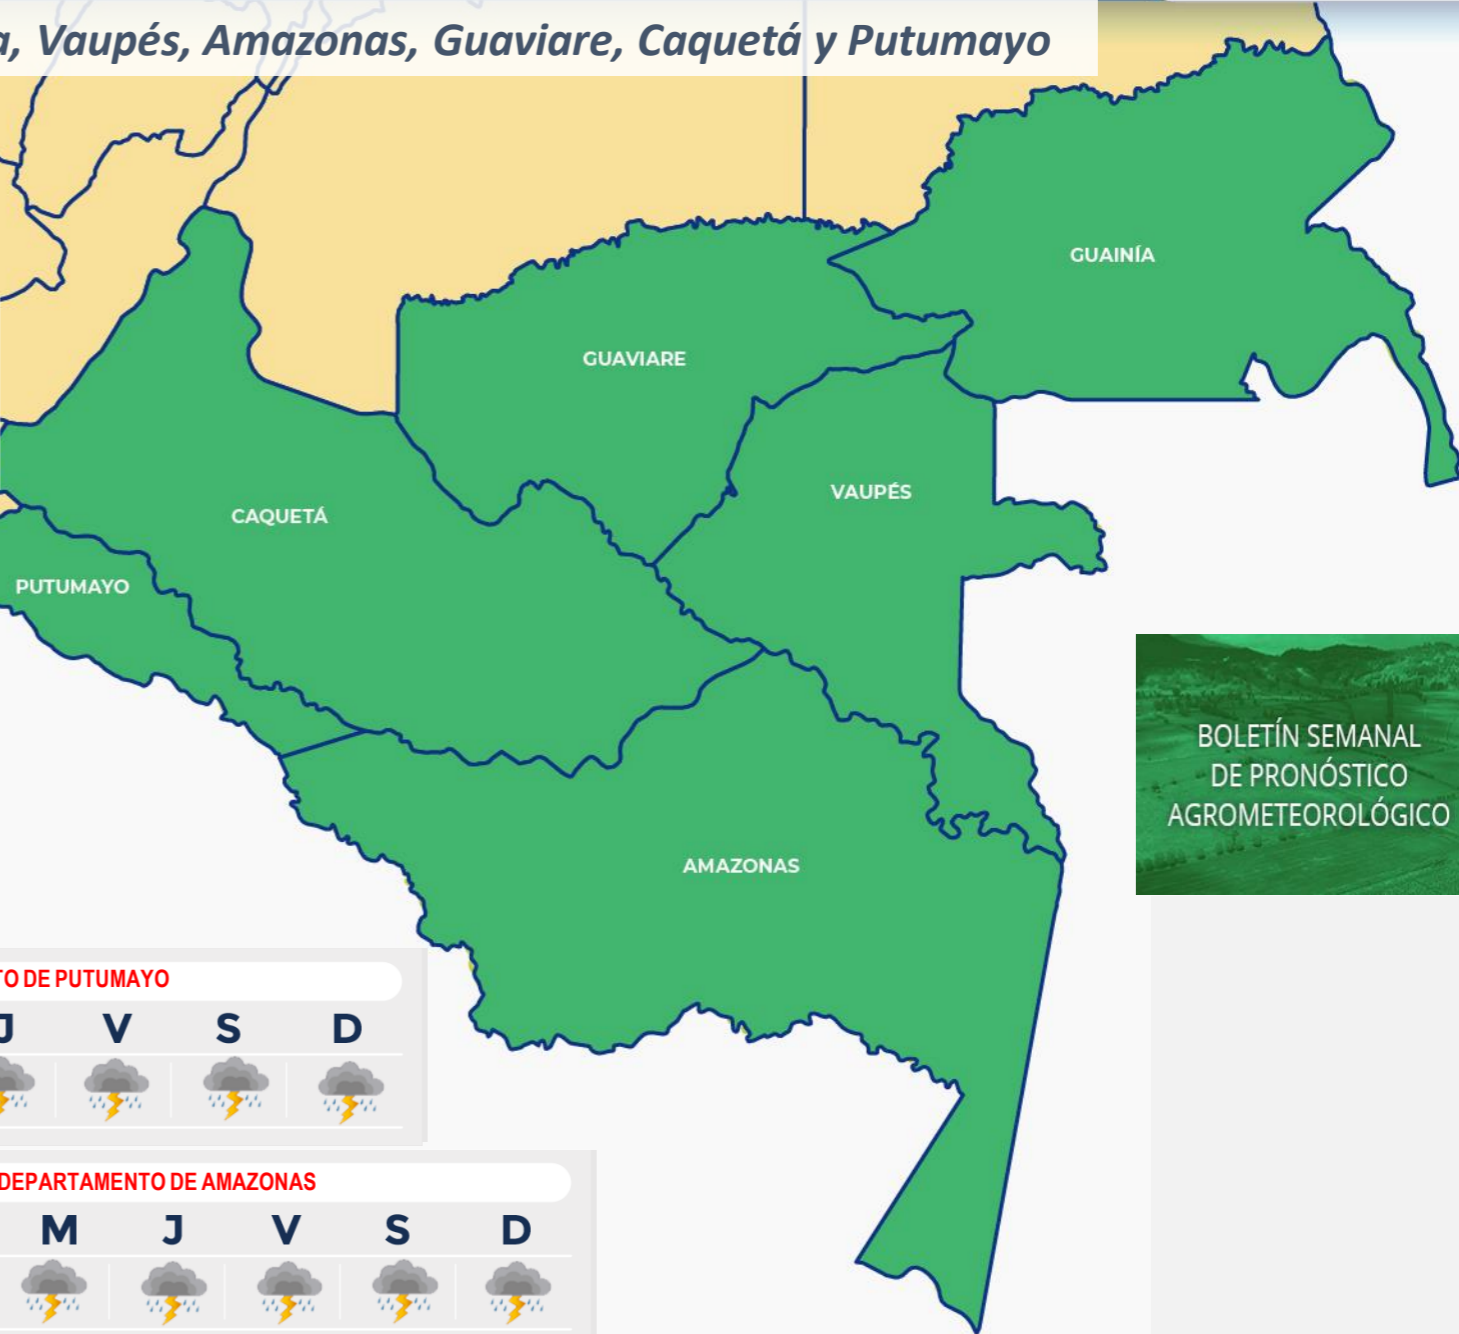 a, Vaupés, Amazonas, Guaviare, Caquetá y Putumayo
GUAINÍA
GUAVIARE
VAUPÉS
CAQUETÁ
PUTUMAYO
BOLETÍN SEMANAL
DE PRONÓSTICO
AGROMETEOROLÓGICO
AMAZONAS
TO DE PUTUMAYO
J V S D
DEPARTAMENTO DE AMAZONAS
M J V S D